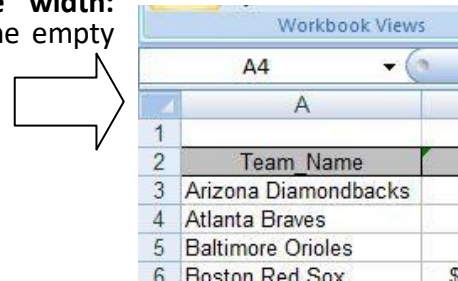 width:
empty
Workbook Views
A4
A
1
2 Team_Name
3 Arizona Diamondbacks
4 Atlanta Braves
5 Baltimore Orioles
6 Boston Red Sox $